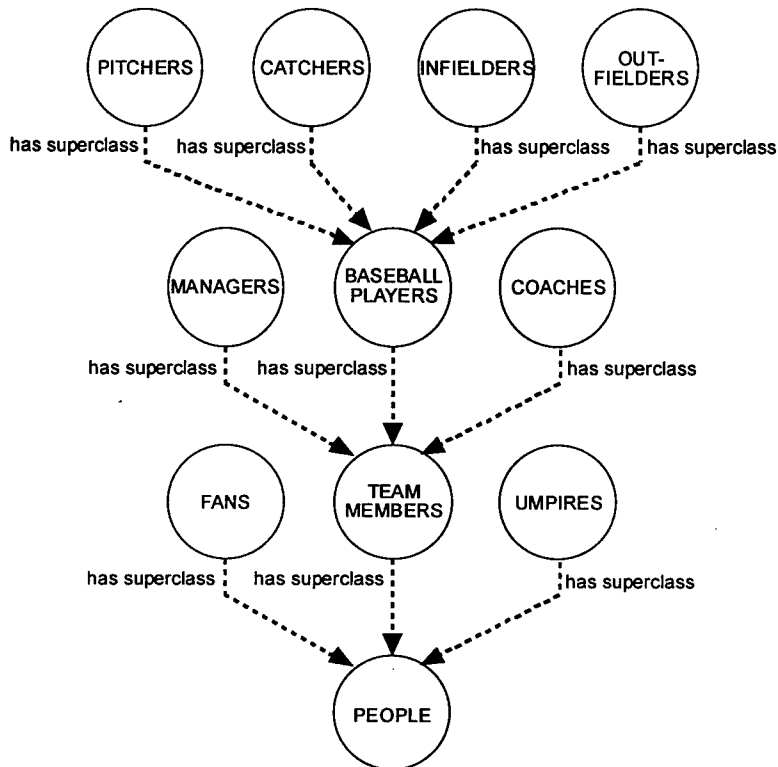 PITCHERS
CATCHERS
INFIELDERS
OUT-
FIELDERS
has superclass
has superclass
has superclass
has superclass
MANAGERS
BASEBALL
PLAYERS
COACHES
has superclass
has superclass
has superclass
FANS
TEAM
MEMBERS
UMPIRES
has superclass
has superclass
has superclass
PEOPLE